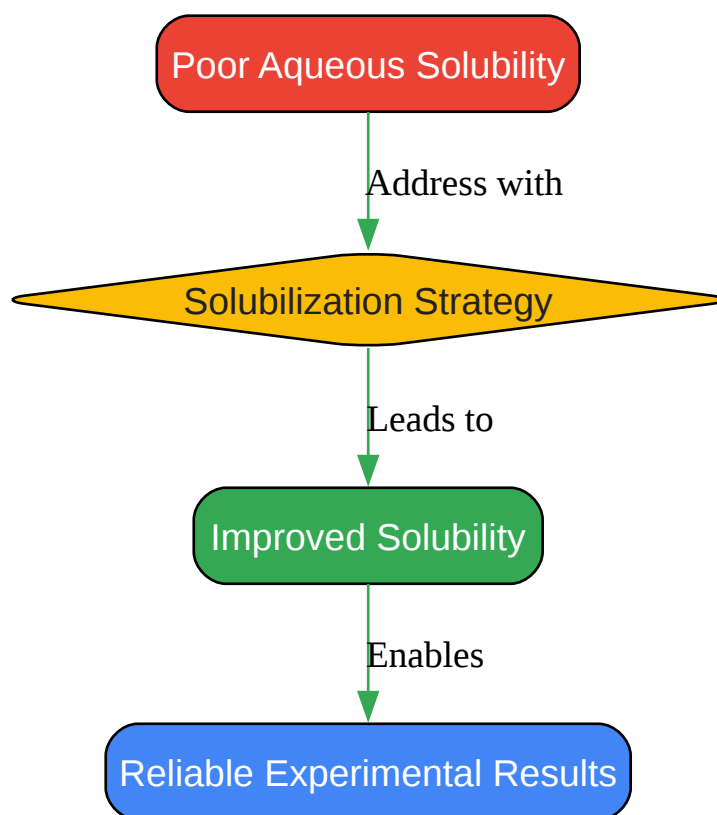 Poor Aqueous Solubility
Address with
Solubilization Strategy
Leads to
Improved Solubility
Enables
Reliable Experimental Results